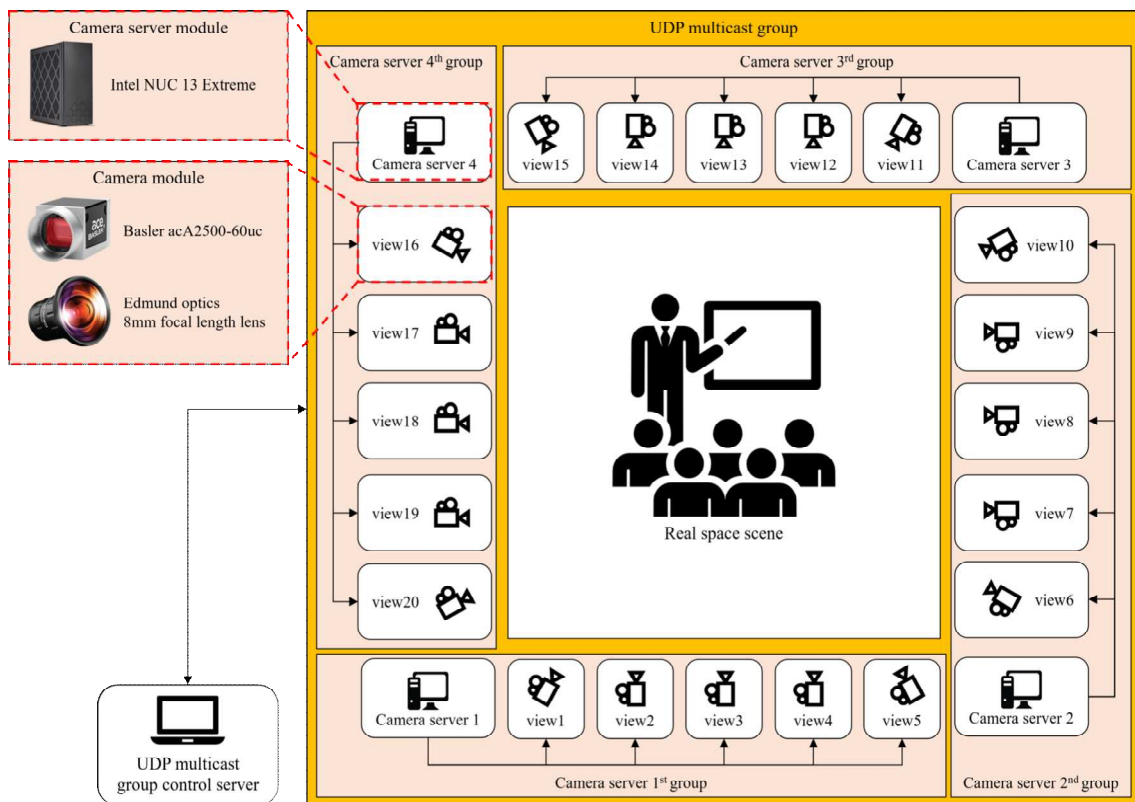 Camera server module
Intel NUC 13 Extreme
Camera module
ace
BASLER
Basler acA2500-60uc
Edmund optics
8mm focal length lens
UDP multicast
group control server
UDP multicast group
Camera server 4th group
Camera server 4
view16
view17
view18
view19
view20
Camera server 3rd group
view15
view14
view13
view12
view11
Camera server 3
Real space scene
view10
view9
view8
view7
view6
Camera server 2
Camera server 2nd group
Camera server 1
view1
view2
view3
view4
view5
Camera server 1st group